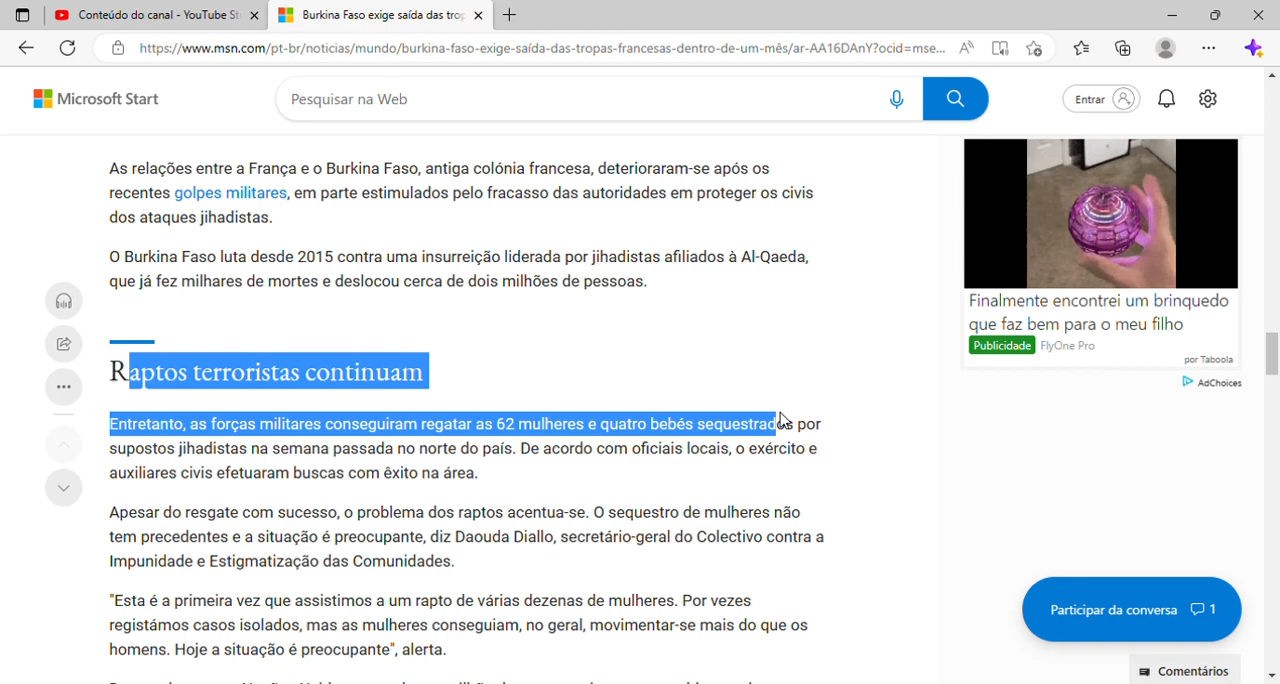 Conteúdo do canal - YouTube St
Burkina Faso exige saída das trop
https://www.msn.com/pt-br/noticias/mundo/burkina-faso-exige-saída-das-tropas-francesas-dentro-de-um-mês/ar-AA16DAnY?ocid=mse...
Microsoft Start
Pesquisar na Web
Entrar
As relações entre a França e o Burkina Faso, antiga colónia francesa, deterioraram-se após os
recentes golpes militares, em parte estimulados pelo fracasso das autoridades em proteger os civis
dos ataques jihadistas.
O Burkina Faso luta desde 2015 contra uma insurreição liderada por jihadistas afiliados à Al-Qaeda,
que já fez milhares de mortes e deslocou cerca de dois milhões de pessoas.
Raptos terroristas continuam
Entretanto, as forças militares conseguiram regatar as 62 mulheres e quatro bebés sequestrados por
supostos jihadistas na semana passada no norte do país. De acordo com oficiais locais, o exército e
auxiliares civis efetuaram buscas com êxito na área.
Apesar do resgate com sucesso, o problema dos raptos acentua-se. O sequestro de mulheres não
tem precedentes e a situação é preocupante, diz Daouda Diallo, secretário-geral do Colectivo contra a
Impunidade e Estigmatização das Comunidades.
"Esta é a primeira vez que assistimos a um rapto de várias dezenas de mulheres. Por vezes
registámos casos isolados, mas as mulheres conseguiam, no geral, movimentar-se mais do que os
homens. Hoje a situação é preocupante", alerta.
Finalmente encontrei um brinquedo
que faz bem para o meu filho
Publicidade FlyOne Pro
por Taboola
AdChoices
Participar da conversa 1
Comentários